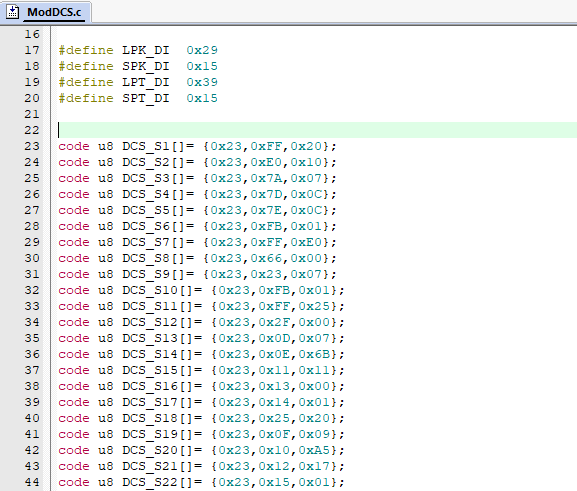 ModDCS.c
16
17 #define LPK_DI  0x29
18 #define SPK_DI  0x15
19 #define LPT_DI  0x39
20 #define SPT_DI  0x15
21
22
23 code u8 DCS_S1[]= {0x23,0xFF,0x20};
24 code u8 DCS_S2[]= {0x23,0xE0,0x10};
25 code u8 DCS_S3[]= {0x23,0x7A,0x07};
26 code u8 DCS_S4[]= {0x23,0x7D,0x0C};
27 code u8 DCS_S5[]= {0x23,0x7E,0x0C};
28 code u8 DCS_S6[]= {0x23,0xFB,0x01};
29 code u8 DCS_S7[]= {0x23,0xFF,0xE0};
30 code u8 DCS_S8[]= {0x23,0x66,0x00};
31 code u8 DCS_S9[]= {0x23,0x23,0x07};
32 code u8 DCS_S10[]= {0x23,0xFB,0x01};
33 code u8 DCS_S11[]= {0x23,0xFF,0x25};
34 code u8 DCS_S12[]= {0x23,0x2F,0x00};
35 code u8 DCS_S13[]= {0x23,0x0D,0x07};
36 code u8 DCS_S14[]= {0x23,0x0E,0x6B};
37 code u8 DCS_S15[]= {0x23,0x11,0x11};
38 code u8 DCS_S16[]= {0x23,0x13,0x00};
39 code u8 DCS_S17[]= {0x23,0x14,0x01};
40 code u8 DCS_S18[]= {0x23,0x25,0x20};
41 code u8 DCS_S19[]= {0x23,0x0F,0x09};
42 code u8 DCS_S20[]= {0x23,0x10,0xA5};
43 code u8 DCS_S21[]= {0x23,0x12,0x17};
44 code u8 DCS_S22[]= {0x23,0x15,0x01};